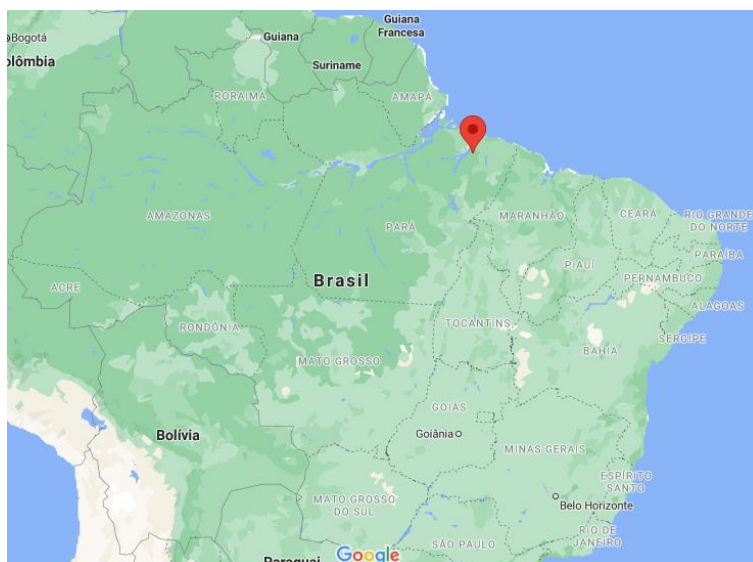 Guiana
Francesa
Bogotá
olômbia
Guiana
Suriname
RORAIMA
AMAPÁ
AMAZONAS
PARÁ
MARANHÃO
CEARÁ
RIO GRANDE
DO NORTE
PARAÍBA
PIAUÍ
PERNAMBUCO
ACRE
Brasil
ALAGOAS
RONDÔNIA
TOCANTINS
SERGIPE
MATO GROSSO
BAHIA
GOIÁS
Bolívia
Goiânia
MINAS GERAIS
ESPÍRITO
SANTO
MATO GROSSO
DO SUL
Belo Horizonte
RIO DE
JANEIRO
SÃO PAULO
Paraguai
Google